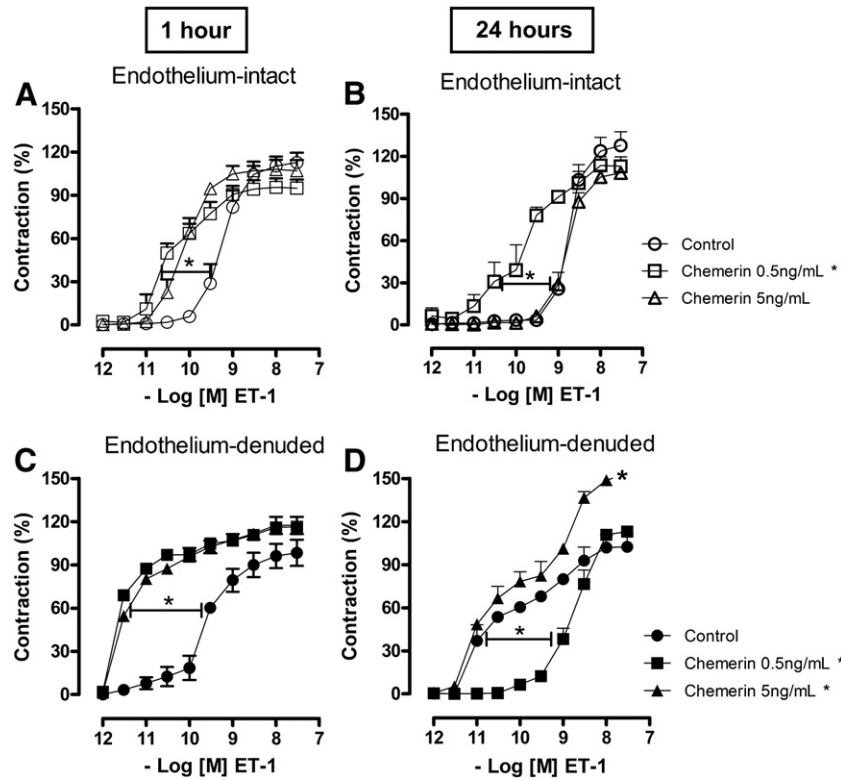 1 hour
24 hours
A
Endothelium-intact
150
120
90
60
30
0
Contraction (%)
*
12 11 10 9 8 7
- Log [M] ET-1
B
Endothelium-intact
150
120
90
60
30
0
Contraction (%)
*
12 11 10 9 8 7
- Log [M] ET-1
Control
Chemerin 0.5ng/mL *
Chemerin 5ng/mL
C
Endothelium-denuded
150
120
90
60
30
0
Contraction (%)
*
12 11 10 9 8 7
- Log [M] ET-1
D
Endothelium-denuded
150
120
90
60
30
0
Contraction (%)
*
*
12 11 10 9 8 7
- Log [M] ET-1
Control
Chemerin 0.5ng/mL *
Chemerin 5ng/mL *